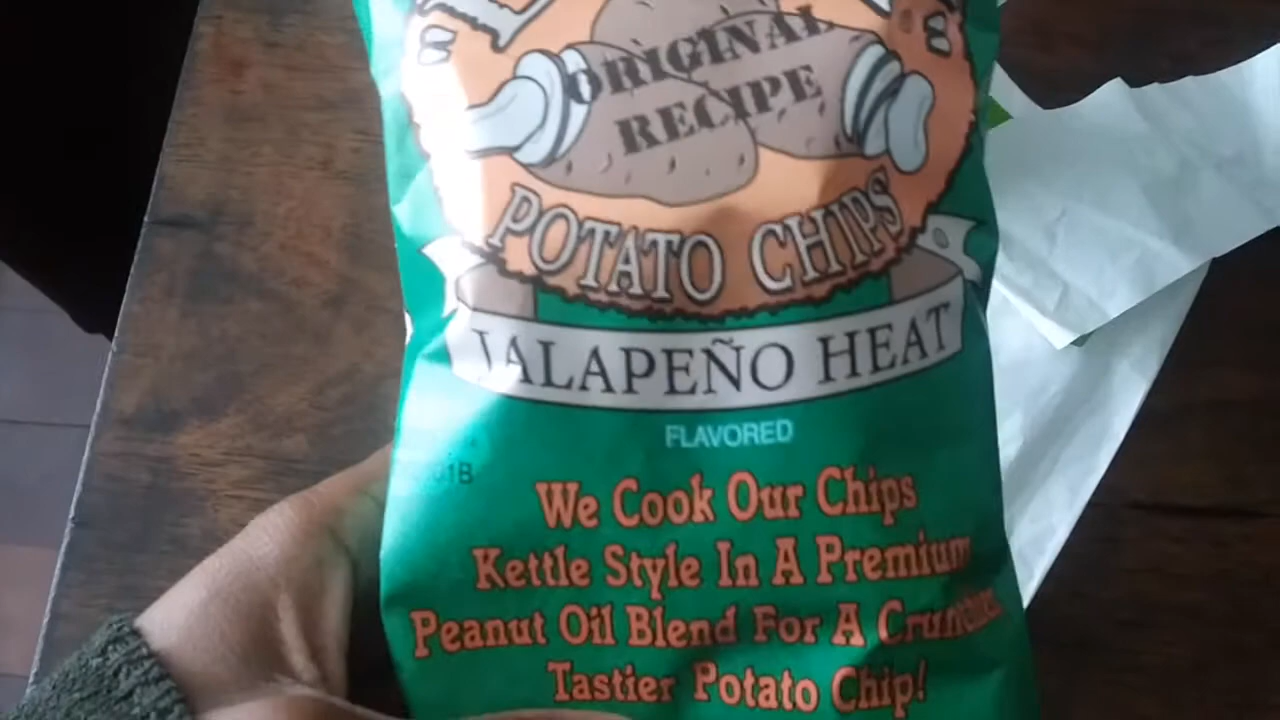 ORIGINAL
RECIPE
POTATO CHIPS
JALAPEÑO HEAT
FLAVORED
01B
We Cook Our Chips
Kettle Style In A Premium
Peanut Oil Blend For A
Tastier Potato Chip!